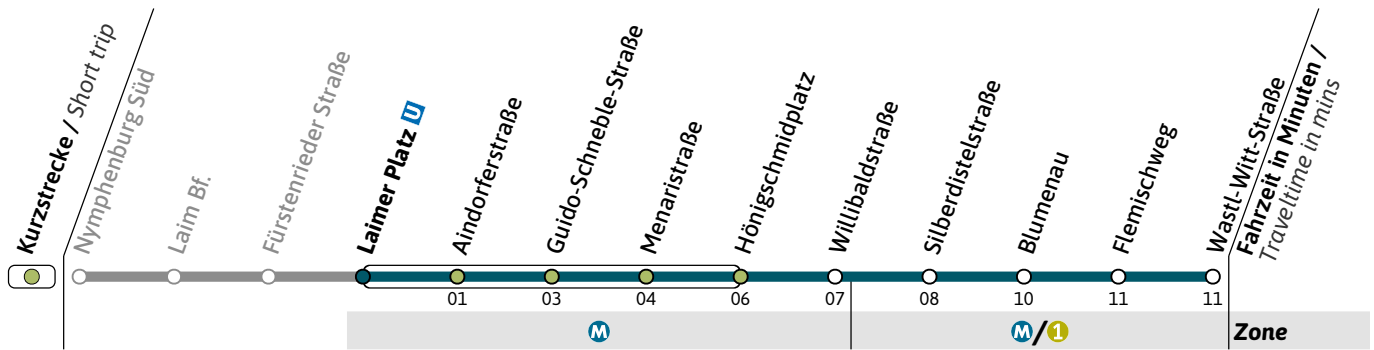 Kurzstrecke / Short trip
Nymphenburg Süd
Laim Bf.
Fürstenrieder Straße
Laimer Platz U
Aindorferstraße
Guido-Schneble-Straße
Menaristraße
Hönigschmidplatz
Willibaldstraße
Silberdistelstraße
Blumenau
Flemischweg
Wastl-Witt-Straße
Fahrzeit in Minuten /
Traveltime in mins
01 03 04 06 07 08 10 11 11
M M/1 Zone